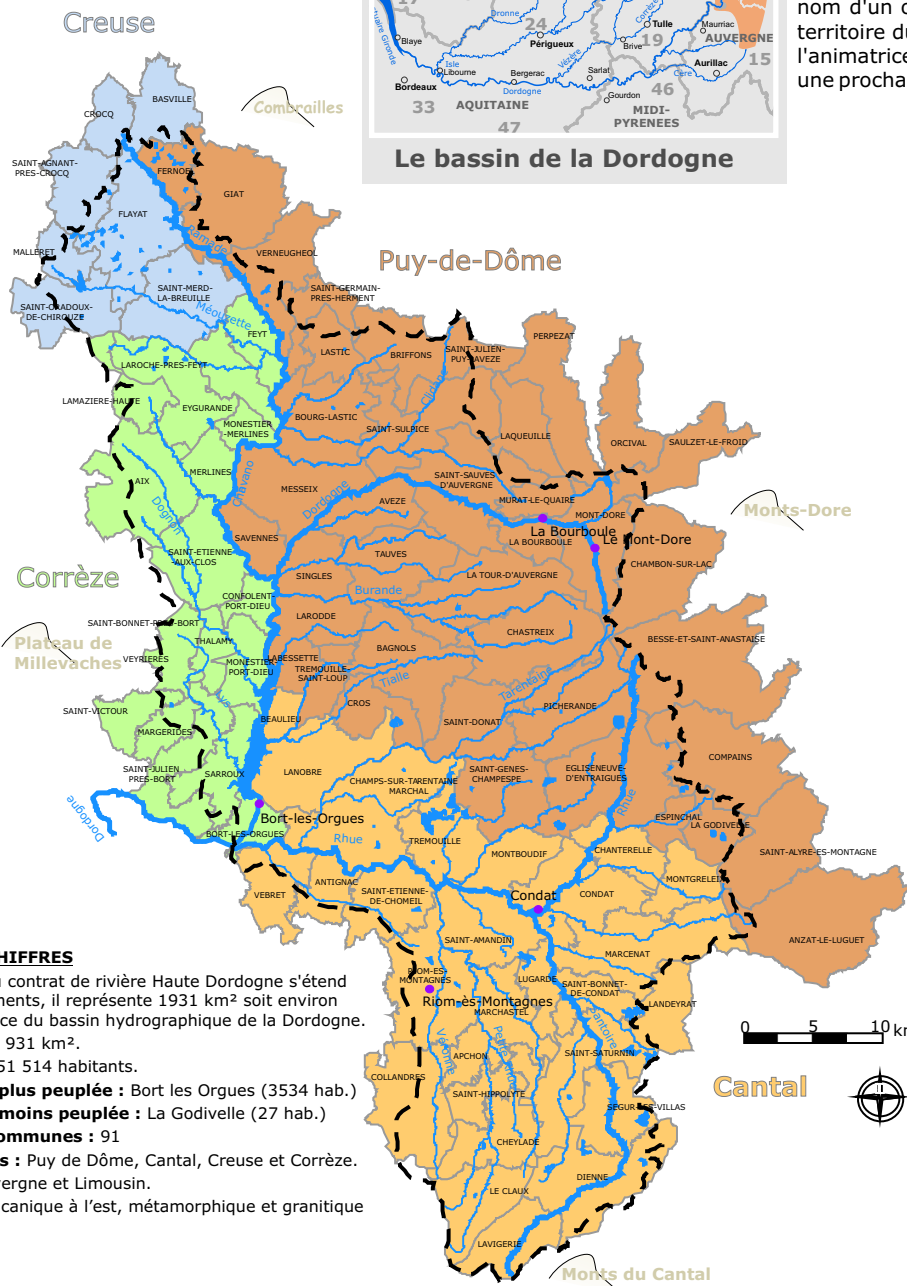 nom d'un c
territoire du
l'animatrice
une procha
17
Dronne
24
Périgueux
Corrèze
Tulle
19
Brive
Mauriac
AUVERGNE
15
Aurillac
Blaye
Isle
Libourne
Bordeaux
33
AQUITAINE
Bergerac
Dordogne
Vézère
Sarlat
Gourdon
Cère
46
MIDI-
PYRENEES
47
Le bassin de la Dordogne
Creuse
Combrailles
BASVILLE
CROCQ
SAINT-AGNANT-
PRES-CROCQ
FERNOEL
GIAT
FLAYAT
Ramade
MALLERET
VERNEUGHEOL
Puy-de-Dôme
SAINT-MERD-
LA-BREUILLE
SAINT-GERMAIN-
PRES-HERMENT
SAINT-ORADOUX-
DE-CHIROUZE
Méouzette
FEYT
PERPEZAT
LASTIC
BRIFFONS
SAINT-JULIEN-
PUY-LAVEZE
LAROCHE-PRES-FEYT
Clidane
LAMAZIERE-HAUTE
EYGURANDE
BOURG-LASTIC
MONESTIER
-MERLINES
SAINT-SULPICE
LAQUEUILLE
ORCIVAL
SAULZET-LE-FROID
AIX
MERLINES
Chavanon
MESSEIX
Dordogne
SAINT-SAUVES
D'AUVERGNE
AVEZE
MURAT-LE-QUAIRE
MONT-DORE
Monts-Dore
Dognon
La Bourboule
LA BOURBOULE
Le Mont-Dore
SAVENNES
SAINT-ETIENNE
-AUX-CLOS
TAUVES
CHAMBON-SUR-LAC
SINGLES
LA TOUR-D'AUVERGNE
Corrèze
Burande
CONFOLENT-
PORT-DIEU
LARODDE
CHASTREIX
SAINT-BONNET-PRES-BORT
BESSE-ET-SAINT-ANASTAISE
Plateau de
Millevaches
THALAMY
BAGNOLS
VEYRIERES
MONESTIER-
PORT-DIEU
LABESSETTE
TREMOUILLE-
SAINT-LOUP
Tialle
Tarentaine
CROS
PICHERANDE
SAINT-VICTOUR
BEAULIEU
SAINT-DONAT
MARGERIDES
COMPAINS
SAINT-JULIEN
PRES-BORT
SARROUX
LANOBRE
CHAMPS-SUR-TARENTAINE
MARCHAL
SAINT-GENES-
CHAMPESPE
EGLISENEUVE-
D'ENTRAIGUES
Rhue
Dordogne
Bort-les-Orgues
BORT-LES-ORGUES
ESPINCHAL
LA GODIVELLE
Rhue
TREMOUILLE
MONTBOUDIF
CHANTERELLE
SAINT-ALYRE-ES-MONTAGNE
ANTIGNAC
VEBRET
SAINT-ETIENNE-
DE-CHOMEIL
Condat
CONDAT
MONTGRELEIX
SAINT-AMANDIN
MARCENAT
ANZAT-LE-LUGUET
RIOM-ES-
MONTAGNES
Riom-ès-Montagnes
LUGARDE
MARCHASTEL
SAINT-BONNET-
DE-CONDAT
LANDEYRAT
Santoire
Véronne
Petite Rhue
APCHON
SAINT-SATURNIN
COLLANDRES
SAINT-HIPPOLYTE
SEGUR-LES-VILLAS
CHEYLADE
DIENNE
LE CLAUX
LAVIGERIE
Cantal
Monts du Cantal
0 5 10 km
HIFFRES
u contrat de rivière Haute Dordogne s'étend
ments, il représente 1931 km² soit environ
ce du bassin hydrographique de la Dordogne.
931 km².
51 514 habitants.
plus peuplée : Bort les Orgues (3534 hab.)
moins peuplée : La Godivelle (27 hab.)
ommunes : 91
s : Puy de Dôme, Cantal, Creuse et Corrèze.
vergne et Limousin.
canique à l'est, métamorphique et granitique